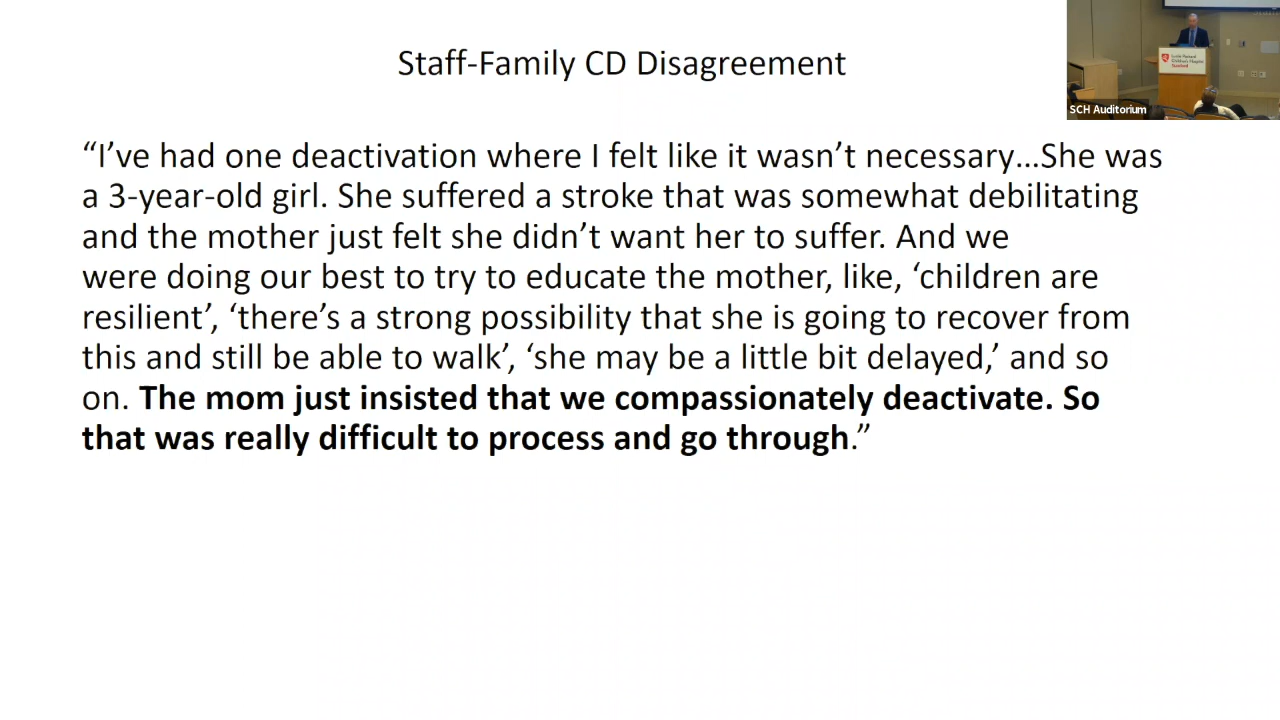 Staff-Family CD Disagreement
SCH Auditorium
“I’ve had one deactivation where I felt like it wasn’t necessary…She was
a 3-year-old girl. She suffered a stroke that was somewhat debilitating
and the mother just felt she didn’t want her to suffer. And we
were doing our best to try to educate the mother, like, ‘children are
resilient’, ‘there’s a strong possibility that she is going to recover from
this and still be able to walk’, ‘she may be a little bit delayed,’ and so
on. The mom just insisted that we compassionately deactivate. So
that was really difficult to process and go through.”